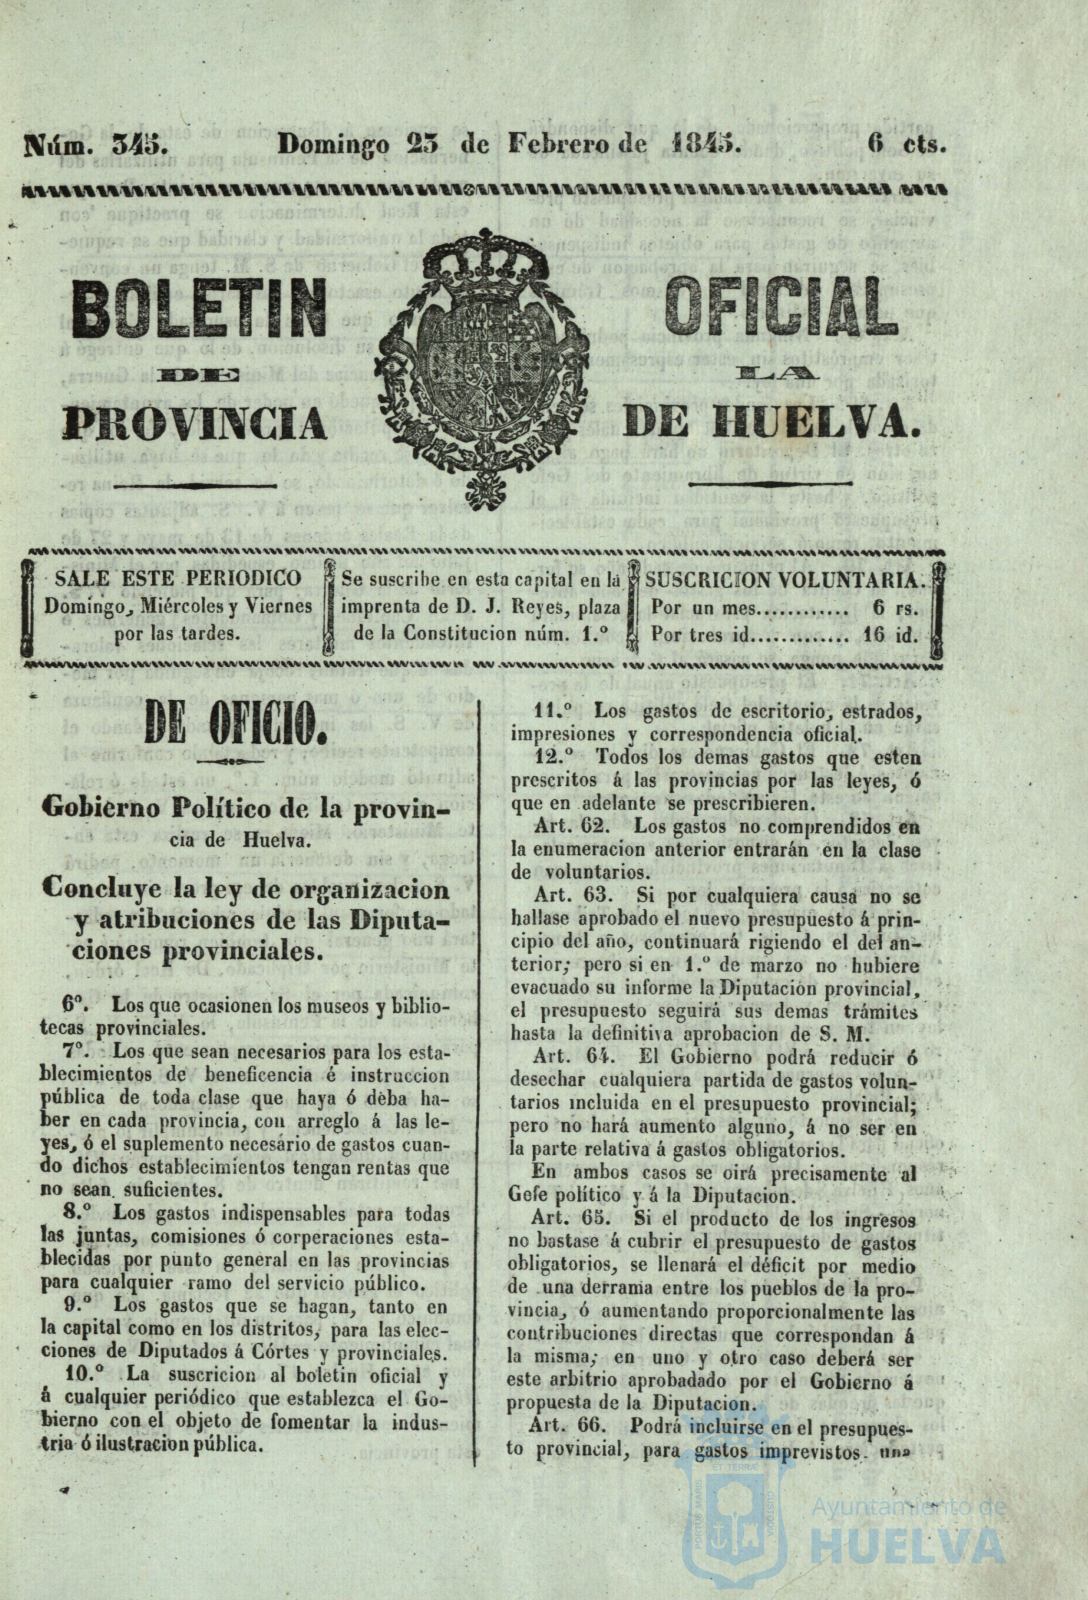 Núm. 345. Domingo 23 de Febrero de 1845. 6 cts.
BOLETIN OFICIAL
DE LA
PROVINCIA DE HUELVA.
SALE ESTE PERIODICO
Domingo, Miércoles y Viernes
por las tardes.
Se suscribe en esta capital en la
imprenta de D. J. Reyes, plaza
de la Constitucion núm. 1.º
SUSCRICION VOLUNTARIA.
Por un mes............ 6 rs.
Por tres id............. 16 id.
DE OFICIO.
Gobierno Político de la provin-
cia de Huelva.
Concluye la ley de organizacion
y atribuciones de las Diputa-
ciones provinciales.
6º. Los que ocasionen los museos y biblio-
tecas provinciales.
7º. Los que sean necesarios para los esta-
blecimientos de beneficencia é instruccion
pública de toda clase que haya ó deba ha-
ber en cada provincia, con arreglo á las le-
yes, ó el suplemento necesario de gastos cuan-
do dichos establecimientos tengan rentas que
no sean suficientes.
8.º Los gastos indispensables para todas
las juntas, comisiones ó corperaciones esta-
blecidas por punto general en las provincias
para cualquier ramo del servicio público.
9.º Los gastos que se hagan, tanto en
la capital como en los distritos, para las elec-
ciones de Diputados á Córtes y provinciales.
10.º La suscricion al boletin oficial y
á cualquier periódico que establezca el Go-
bierno con el objeto de fomentar la indus-
tria ó ilustracion pública.
11.º Los gastos de escritorio, estrados,
impresiones y correspondencia oficial.
12.º Todos los demas gastos que esten
prescritos á las provincias por las leyes, ó
que en adelante se prescribieren.
Art. 62. Los gastos no comprendidos en
la enumeracion anterior entrarán en la clase
de voluntarios.
Art. 63. Si por cualquiera causa no se
hallase aprobado el nuevo presupuesto á prin-
cipio del año, continuará rigiendo el del an-
terior; pero si en 1.º de marzo no hubiere
evacuado su informe la Diputación provincial,
el presupuesto seguirá sus demas trámites
hasta la definitiva aprobacion de S. M.
Art. 64. El Gobierno podrá reducir ó
desechar cualquiera partida de gastos volun-
tarios incluida en el presupuesto provincial;
pero no hará aumento alguno, á no ser en
la parte relativa á gastos obligatorios.
En ambos casos se oirá precisamente al
Gefe político y á la Diputacion.
Art. 65. Si el producto de los ingresos
no bastase á cubrir el presupuesto de gastos
obligatorios, se llenará el déficit por medio
de una derrama entre los pueblos de la pro-
vincia, ó aumentando proporcionalmente las
contribuciones directas que correspondan á
la misma; en uno y otro caso deberá ser
este arbitrio aprobadado por el Gobierno á
propuesta de la Diputacion.
Art. 66. Podrá incluirse en el presupues-
to provincial, para gastos imprevistos una
PORTUS MARIS
ET TERRAE
CUSTODIA
Ayuntamiento de
HUELVA